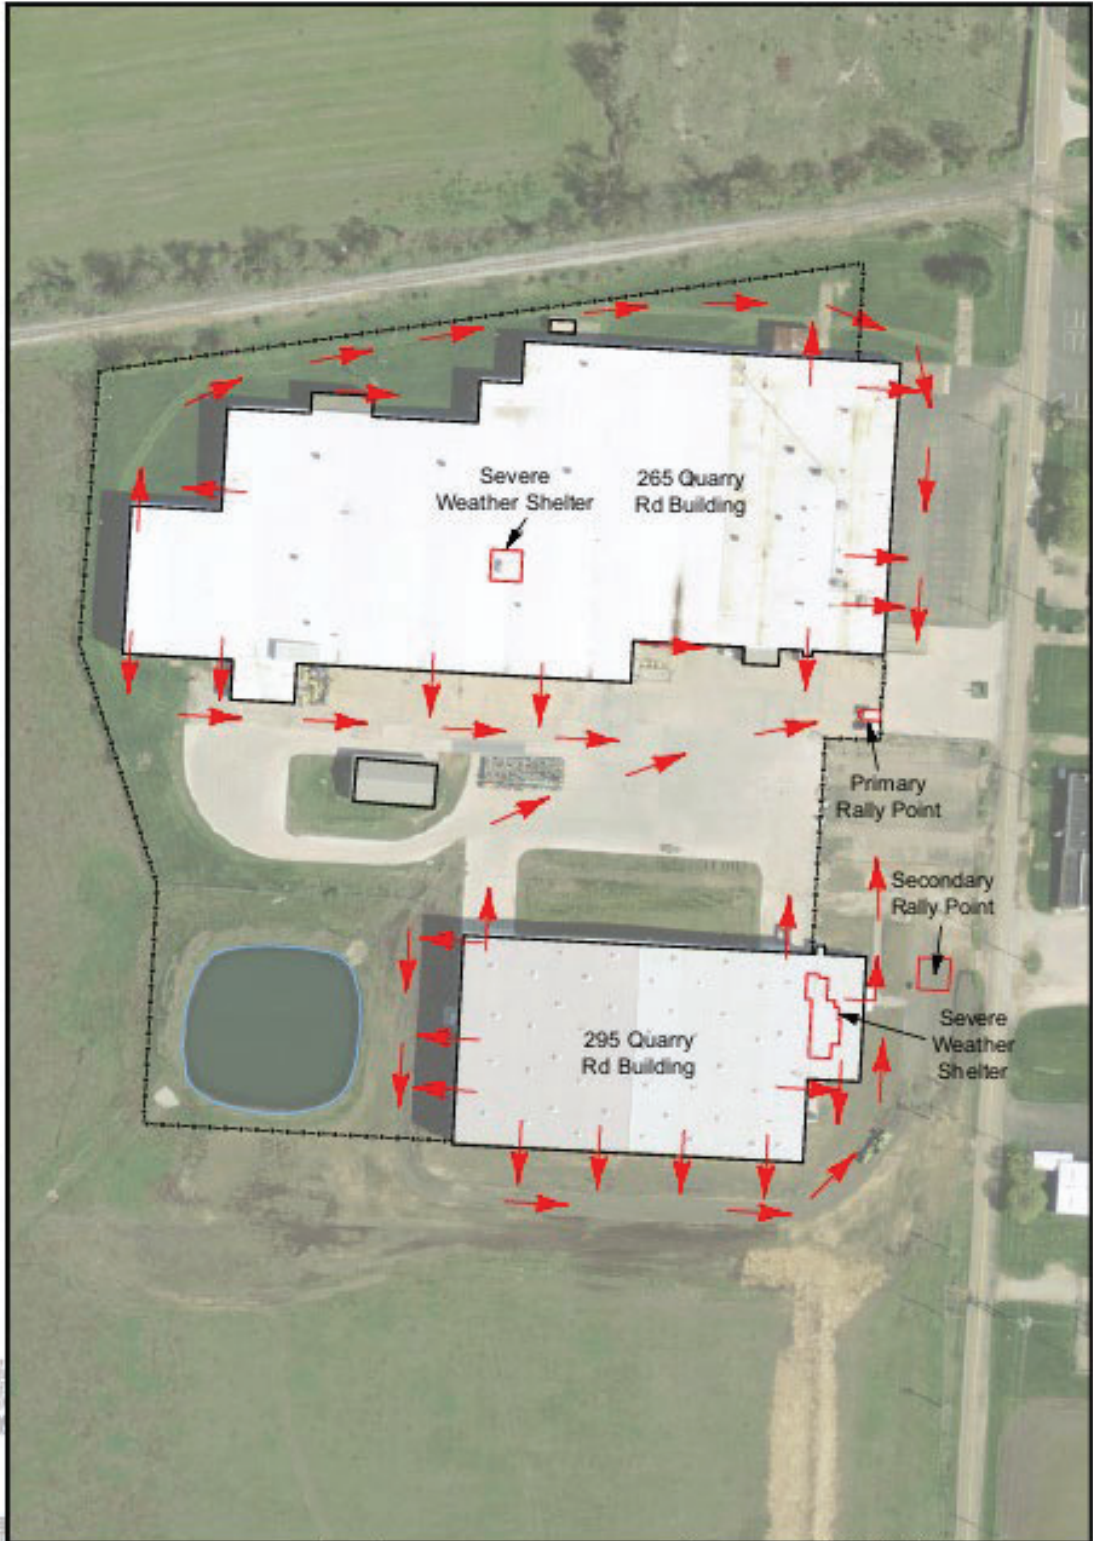 Severe
Weather Shelter
265 Quarry
Rd Building
Primary
Rally Point
Secondary
Rally Point
295 Quarry
Rd Building
Severe
Weather
Shelter